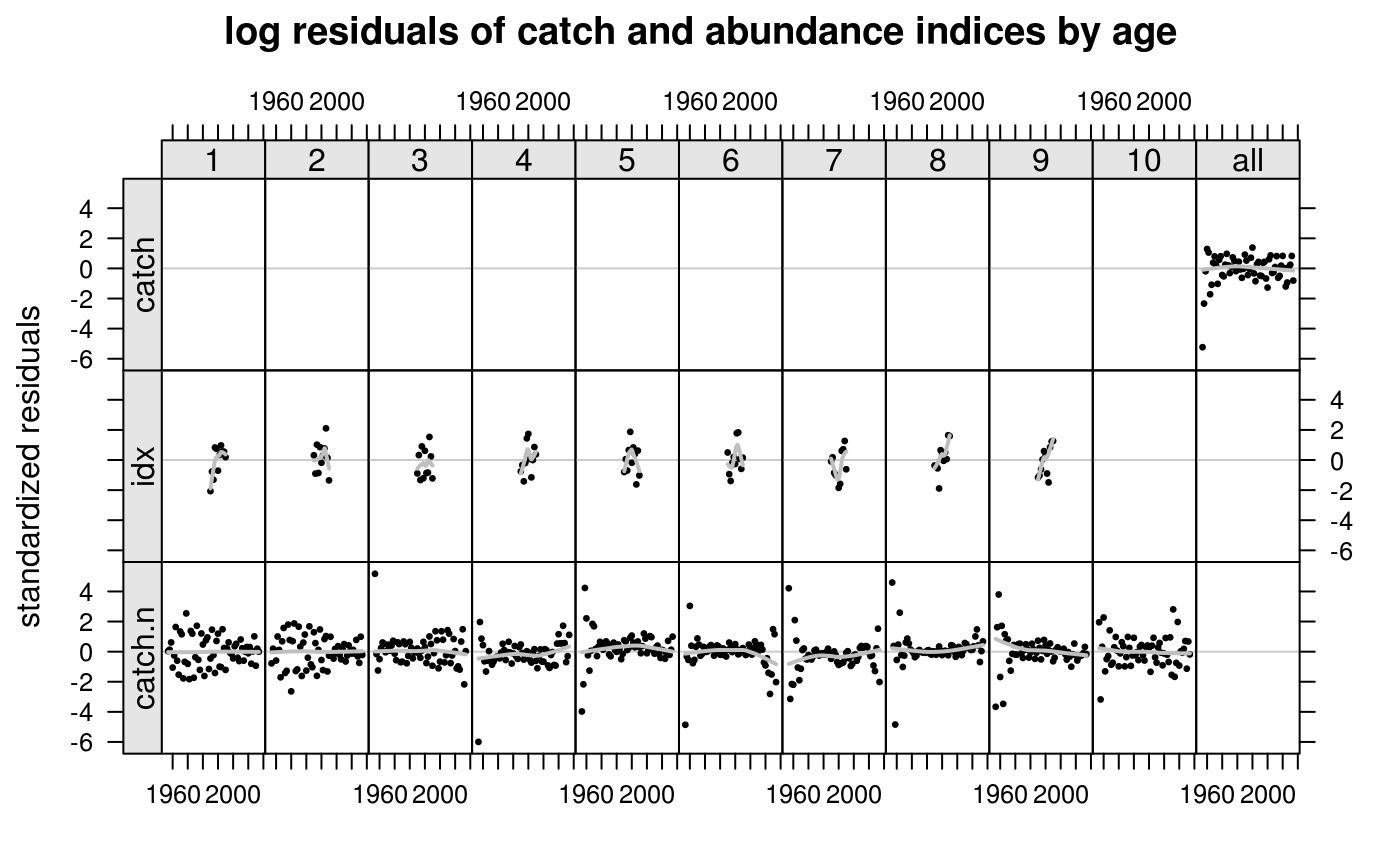 log residuals of catch and abundance indices by age
1960 2000 1960 2000 1960 2000 1960 2000 1960 2000
1 2 3 4 5 6 7 8 9 10 all
standardized residuals
catch
4
2
0
-2
-4
-6
idx
4
2
0
-2
-4
-6
catch.n
4
2
0
-2
-4
-6
1960 2000 1960 2000 1960 2000 1960 2000 1960 2000 1960 2000